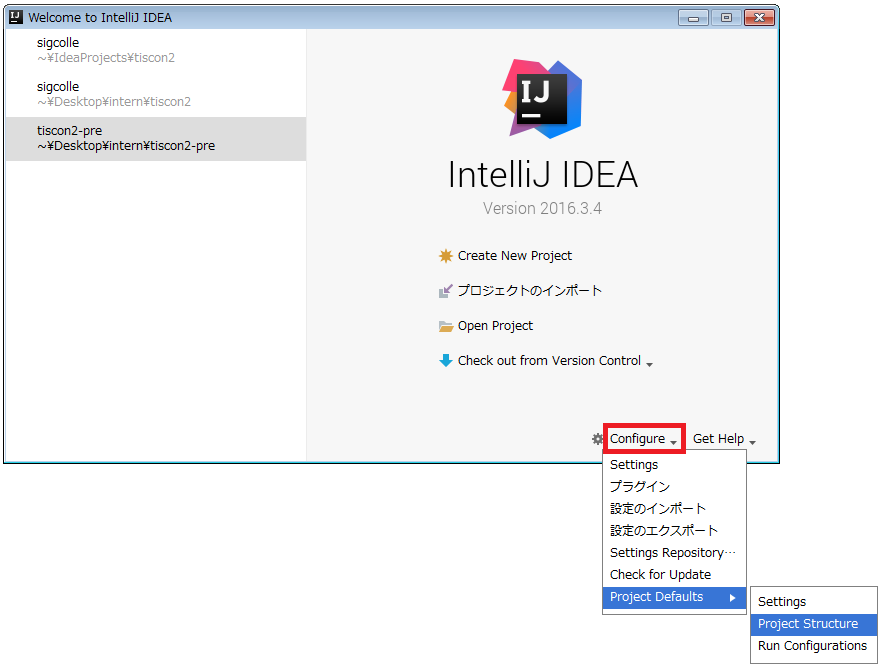 Welcome to IntelliJ IDEA
sigcolle
~¥IdeaProjects¥tiscon2
sigcolle
~¥Desktop¥intern¥tiscon2
tiscon2-pre
~¥Desktop¥intern¥tiscon2-pre
IJ
IntelliJ IDEA
Version 2016.3.4
Create New Project
プロジェクトのインポート
Open Project
Check out from Version Control
Configure
Get Help
Settings
プラグイン
設定のインポート
設定のエクスポート
Settings Repository…
Check for Update
Project Defaults
Settings
Project Structure
Run Configurations